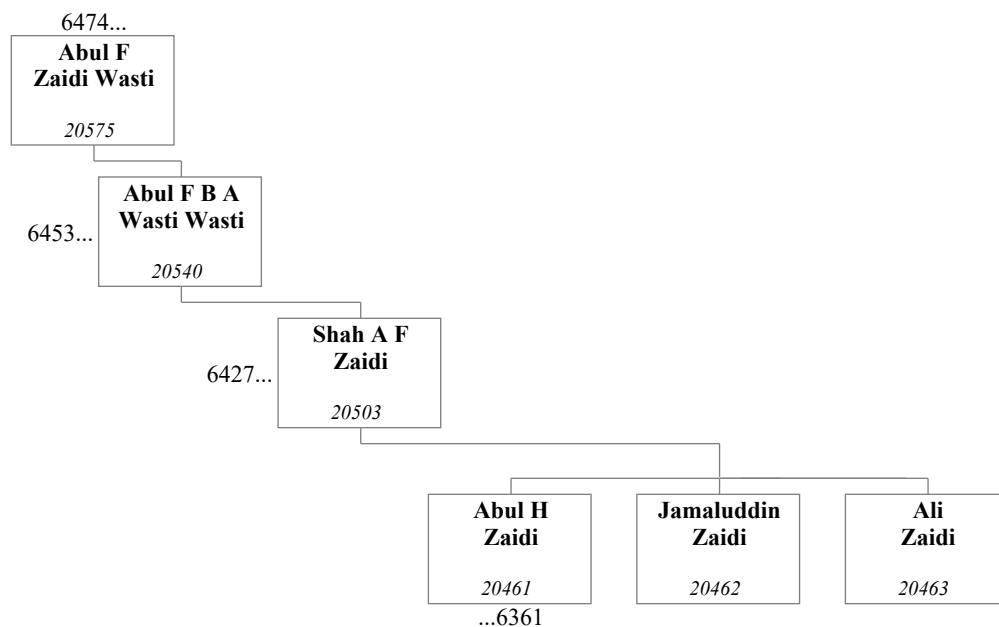 6474...
Abul F
Zaidi Wasti
20575
Abul F B A
Wasti Wasti
6453...
20540
Shah A F
Zaidi
6427...
20503
Abul H
Zaidi
20461
...6361
Jamaluddin
Zaidi
20462
Ali
Zaidi
20463